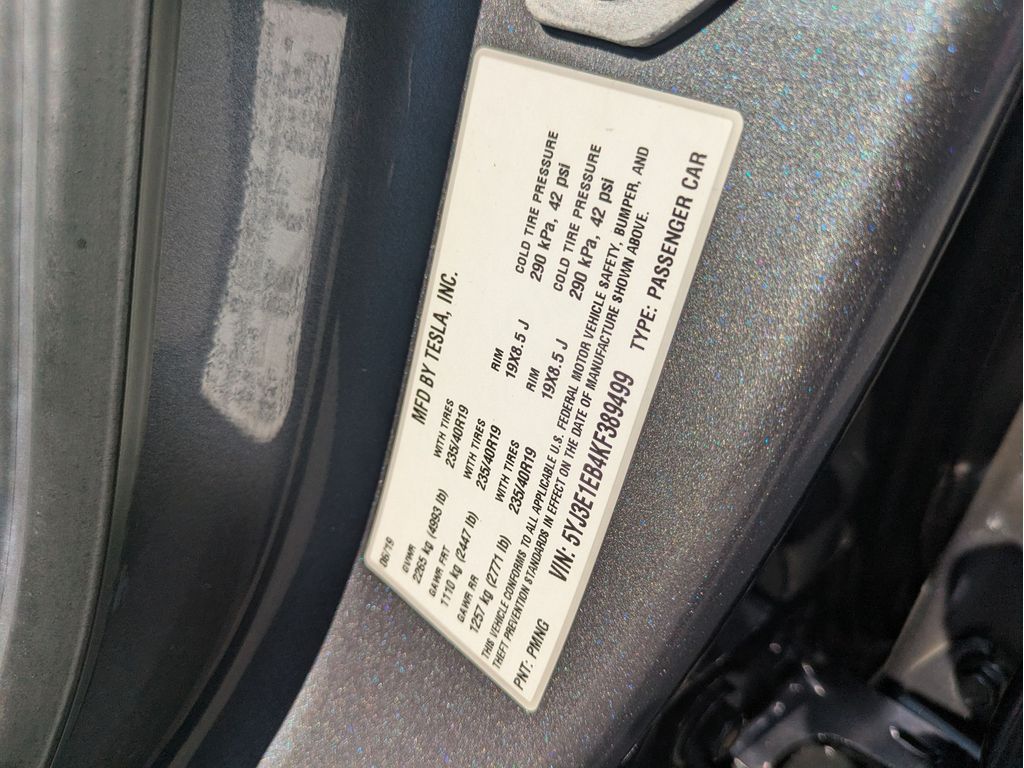 MFD BY TESLA, INC.
06/19
GVWR WITH TIRES RIM COLD TIRE PRESSURE
2265 kg (4993 lb) 235/40R19 19X8.5 J 290 kPa, 42 psi
GAWR FRT WITH TIRES RIM COLD TIRE PRESSURE
1110 kg (2447 lb) 235/40R19 19X8.5 J 290 kPa, 42 psi
GAWR RR WITH TIRES
1257 kg (2771 lb) 235/40R19
THIS VEHICLE CONFORMS TO ALL APPLICABLE U.S. FEDERAL MOTOR VEHICLE SAFETY, BUMPER, AND
THEFT PREVENTION STANDARDS IN EFFECT ON THE DATE OF MANUFACTURE SHOWN ABOVE.
VIN: 5YJ3E1EB4KF389499 TYPE: PASSENGER CAR
PNT: PMNG